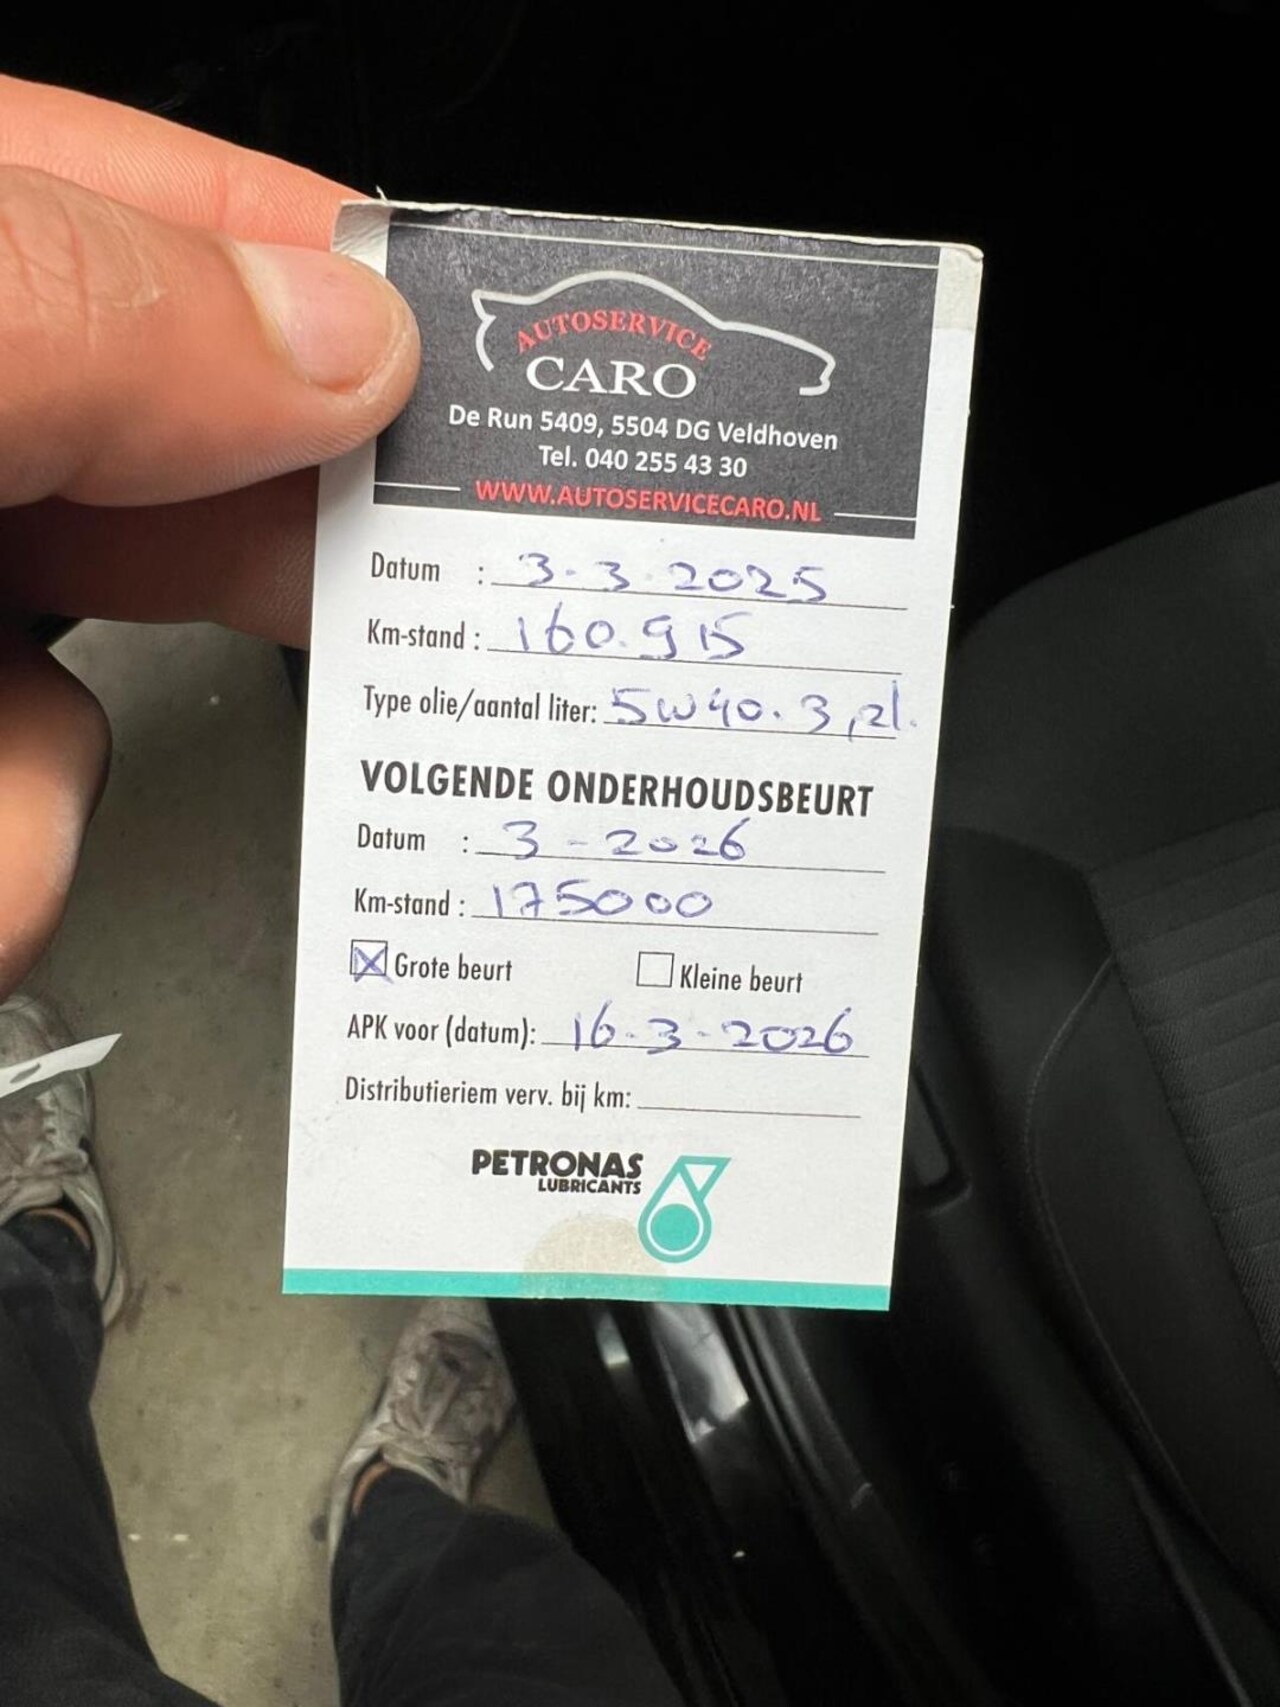 AUTOSERVICE
CARO
De Run 5409, 5504 DG Veldhoven
Tel. 040 255 43 30
WWW.AUTOSERVICECARO.NL
Datum : 3-3-2025
Km-stand : 160.915
Type olie/aantal liter: 5W40. 3,2l.
VOLGENDE ONDERHOUDSBEURT
Datum : 3-2026
Km-stand : 175000
Grote beurt Kleine beurt
APK voor (datum): 16-3-2026
Distributieriem verv. bij km:
PETRONAS
LUBRICANTS